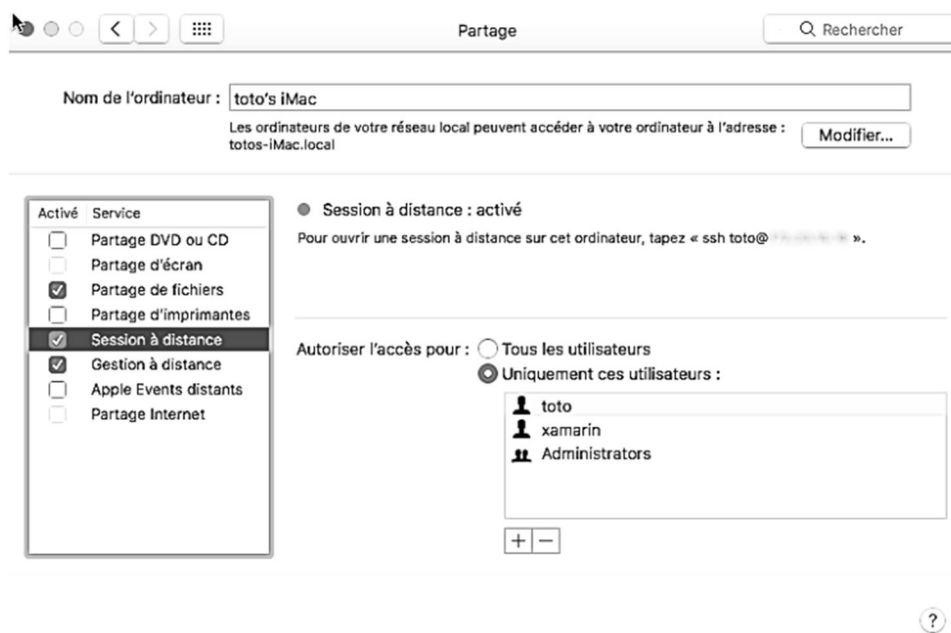 Partage
Rechercher
Nom de l'ordinateur : toto's iMac
Les ordinateurs de votre réseau local peuvent accéder à votre ordinateur à l'adresse :
totos-iMac.local
Modifier...
Activé Service
Partage DVD ou CD
Partage d'écran
Partage de fichiers
Partage d'imprimantes
Session à distance
Gestion à distance
Apple Events distants
Partage Internet
Session à distance : activé
Pour ouvrir une session à distance sur cet ordinateur, tapez « ssh toto@ ».
Autoriser l'accès pour : Tous les utilisateurs
Uniquement ces utilisateurs :
toto
xamarin
Administrators
+ −
?